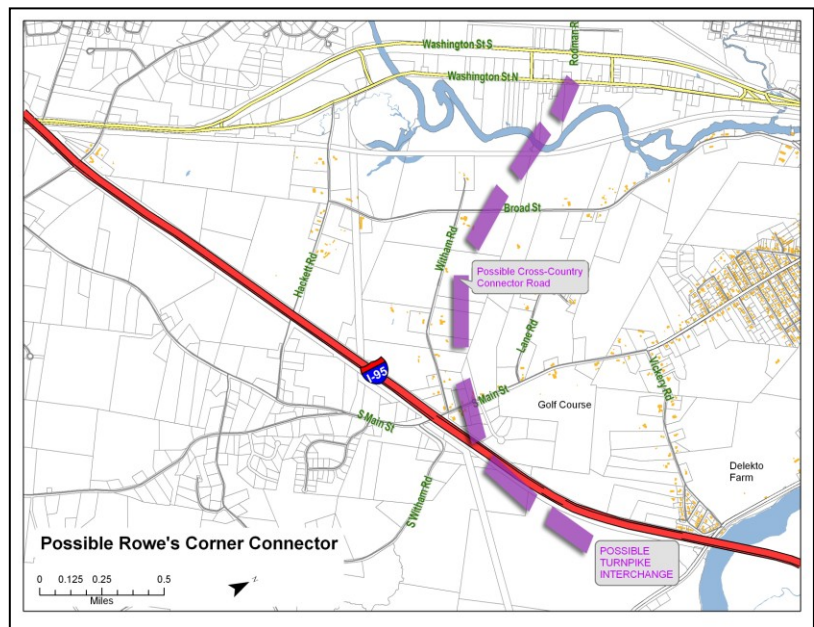 Washington St S
Rodman R
Washington St N
Broad St
Witham Rd
Hackett Rd
Possible Cross-Country
Connector Road
Lane Rd
I-95
S Main St
Vickery Rd
Golf Course
S Main St
Delekto
Farm
S Witham Rd
Possible Rowe's Corner Connector
POSSIBLE
TURNPIKE
INTERCHANGE
0 0.125 0.25 0.5
Miles